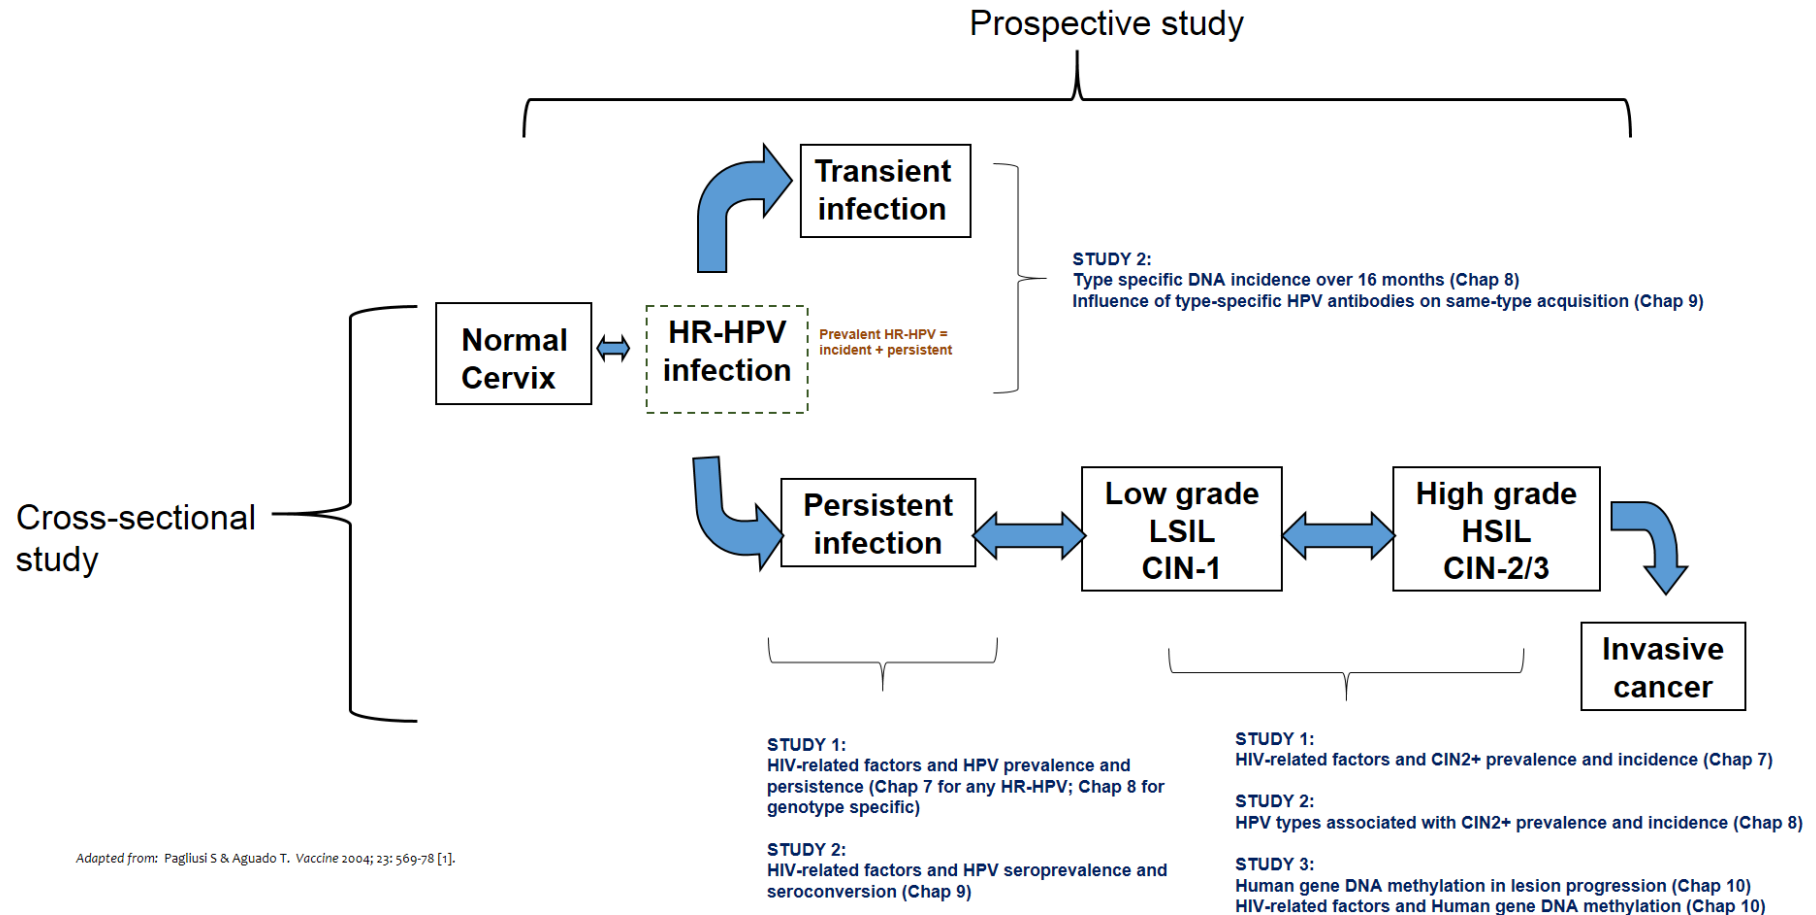 Prospective study
Transient
infection
STUDY 2:
Type specific DNA incidence over 16 months (Chap 8)
Influence of type-specific HPV antibodies on same-type acquisition (Chap 9)
Normal
Cervix
HR-HPV
infection
Prevalent HR-HPV =
incident + persistent
Cross-sectional
study
Persistent
infection
Low grade
LSIL
CIN-1
High grade
HSIL
CIN-2/3
Invasive
cancer
STUDY 1:
HIV-related factors and HPV prevalence and
persistence (Chap 7 for any HR-HPV; Chap 8 for
genotype specific)
STUDY 2:
HIV-related factors and HPV seroprevalence and
seroconversion (Chap 9)
STUDY 1:
HIV-related factors and CIN2+ prevalence and incidence (Chap 7)
STUDY 2:
HPV types associated with CIN2+ prevalence and incidence (Chap 8)
STUDY 3:
Human gene DNA methylation in lesion progression (Chap 10)
HIV-related factors and Human gene DNA methylation (Chap 10)
Adapted from: Pagliusi S & Aguado T. Vaccine 2004; 23: 569-78 [1].